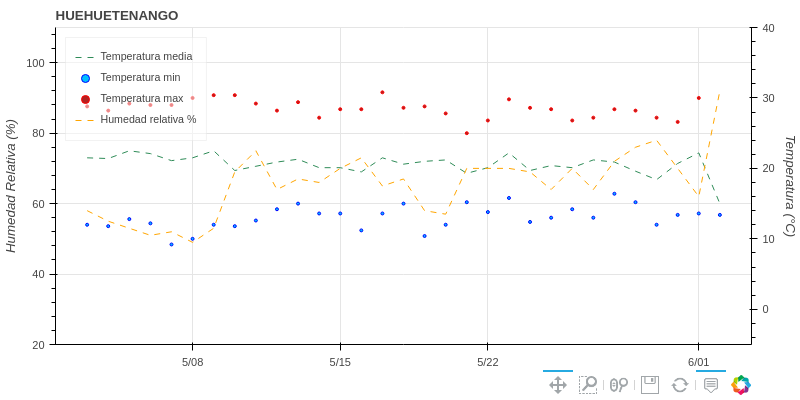 HUEHUETENANGO
Temperatura media
Temperatura min
Temperatura max
Humedad relativa %
Humedad Relativa (%)
100
80
60
40
20
40
30
20
10
0
Temperatura (°C)
5/08
5/15
5/22
6/01